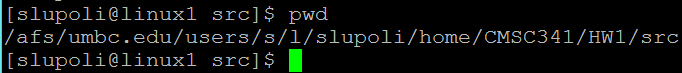 [slupoli@linux1 src]$ pwd
/afs/umbc.edu/users/s/l/slupoli/home/CMSC341/HW1/src
[slupoli@linux1 src]$